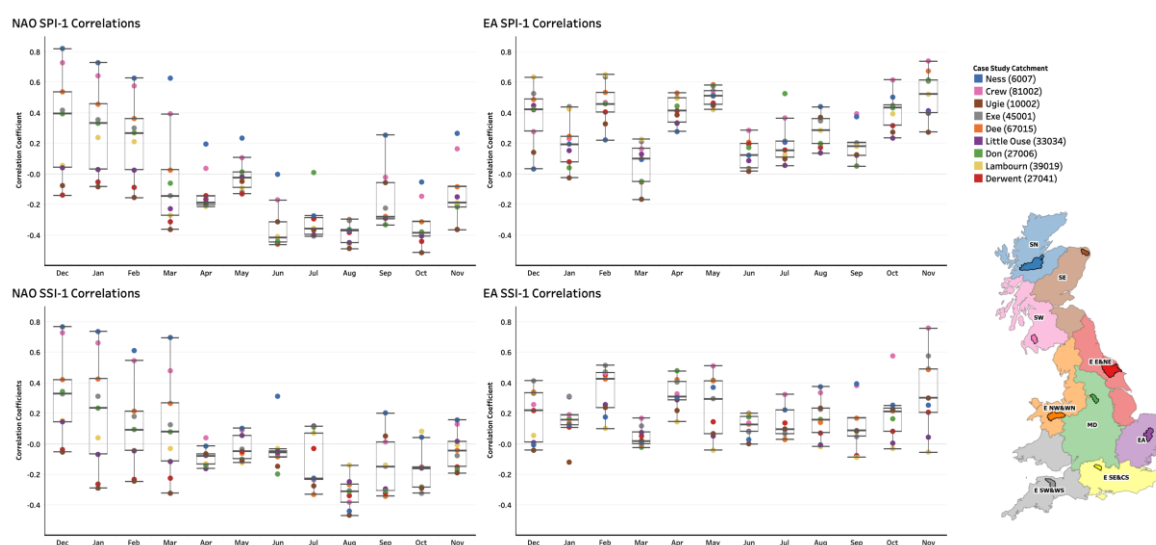 NAO SPI-1 Correlations
Correlation Coefficient
0.8
0.6
0.4
0.2
-0.0
-0.2
-0.4
Dec Jan Feb Mar Apr May Jun Jul Aug Sep Oct Nov
EA SPI-1 Correlations
0.8
0.6
0.4
0.2
-0.0
-0.2
-0.4
Dec Jan Feb Mar Apr May Jun Jul Aug Sep Oct Nov
NAO SSI-1 Correlations
Correlation Coefficients
0.8
0.6
0.4
0.2
-0.0
-0.2
-0.4
Dec Jan Feb Mar Apr May Jun Jul Aug Sep Oct Nov
EA SSI-1 Correlations
0.8
0.6
0.4
0.2
-0.0
-0.2
-0.4
Dec Jan Feb Mar Apr May Jun Jul Aug Sep Oct Nov
Case Study Catchment
Ness (6007)
Crew (81002)
Ugie (10002)
Exe (45001)
Dee (67015)
Little Ouse (33034)
Don (27006)
Lambourn (39019)
Derwent (27041)
SN
SE
SW
E E&NE
E NW&WN
MD
EA
E SE&CS
E SW&WS